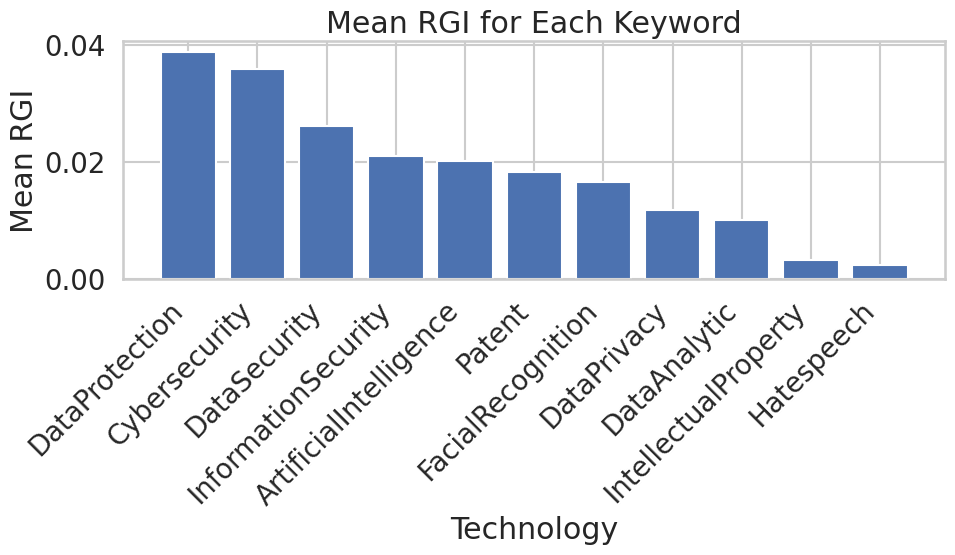 Mean RGI for Each Keyword
Mean RGI
0.04
0.02
0.00
DataProtection
Cybersecurity
DataSecurity
InformationSecurity
ArtificialIntelligence
Patent
FacialRecognition
DataPrivacy
DataAnalytic
IntellectualProperty
Hatespeech
Technology